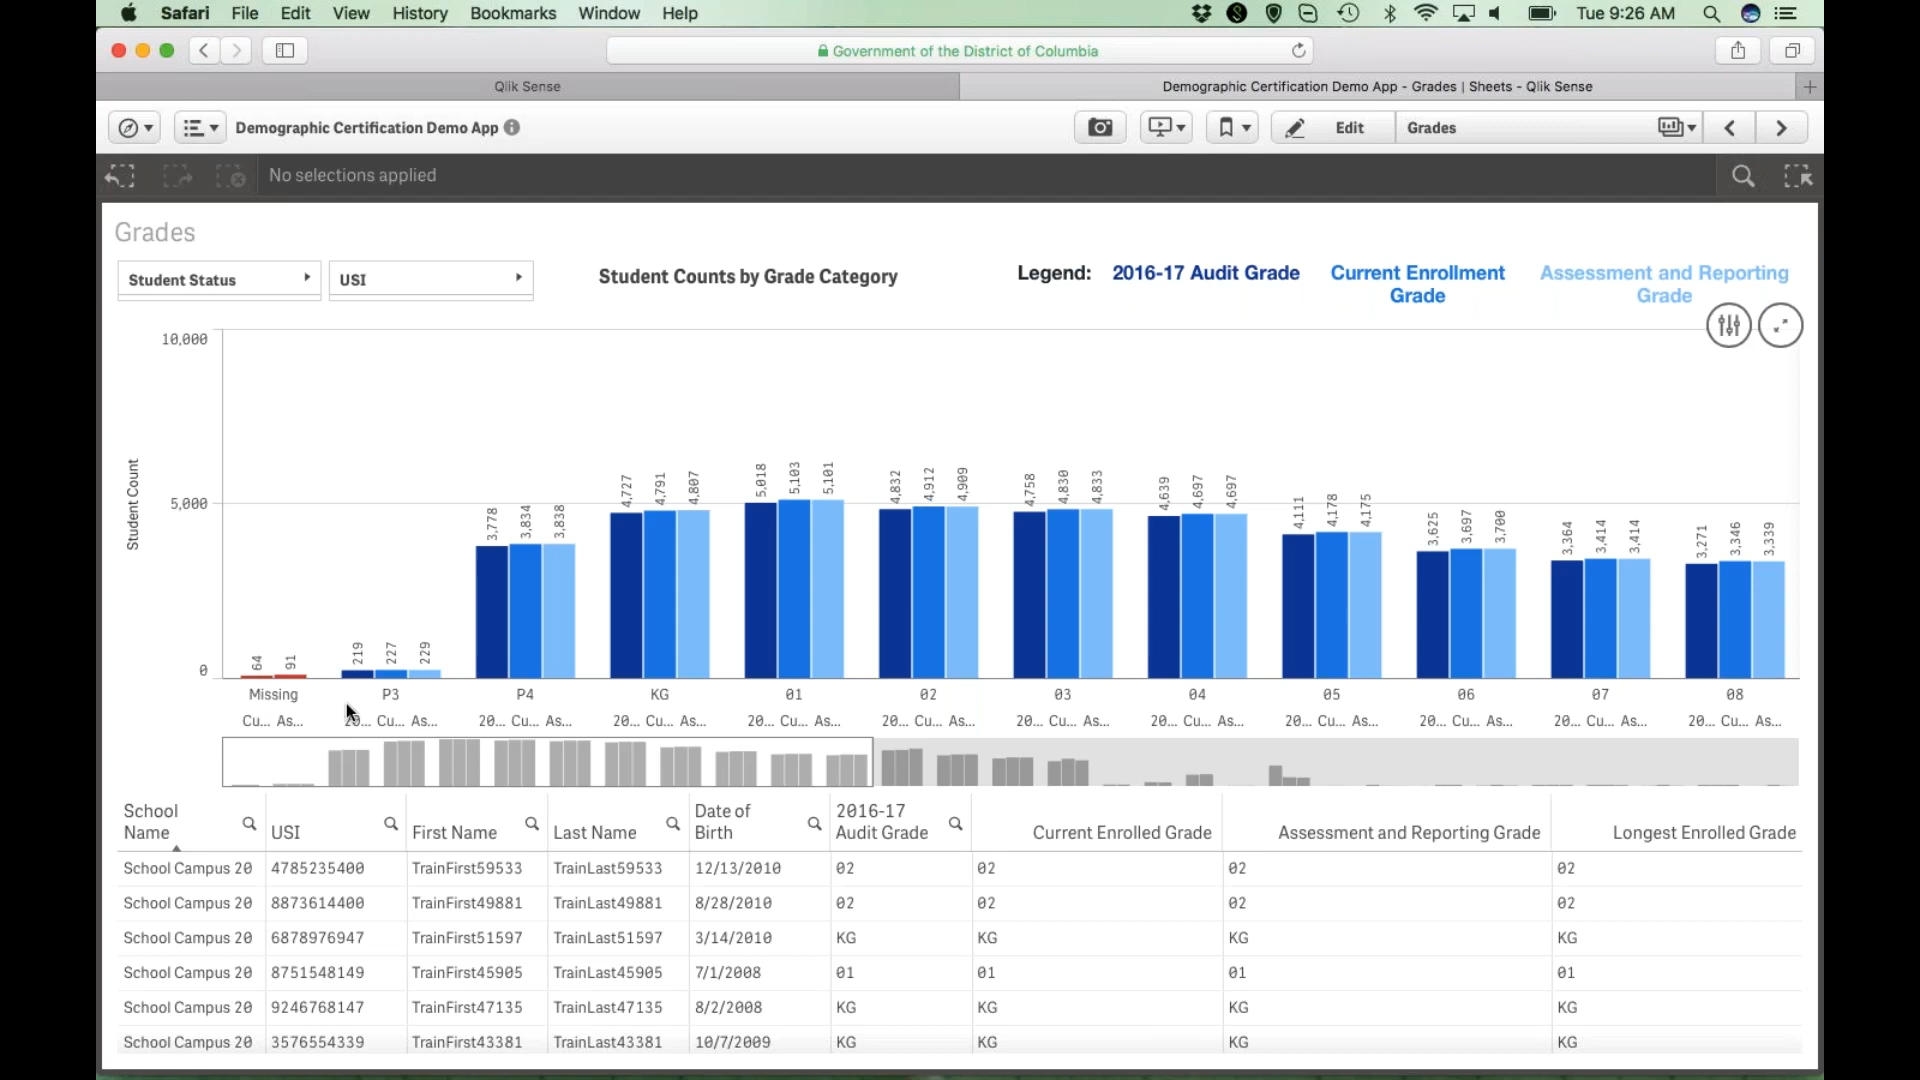 Safari File Edit View History Bookmarks Window Help Tue 9:26 AM
Government of the District of Columbia
Qlik Sense
Demographic Certification Demo App - Grades | Sheets - Qlik Sense
Demographic Certification Demo App
Edit Grades
No selections applied
Grades
Student Status
USI
Student Counts by Grade Category
Legend: 2016-17 Audit Grade
Current Enrollment
Grade
Assessment and Reporting
Grade
Student Count
10,000
5,000
0
64 91
219 227 229
3,778 3,834 3,838
4,727 4,791 4,807
5,018 5,103 5,101
4,832 4,912 4,909
4,758 4,830 4,833
4,639 4,697 4,697
4,111 4,178 4,175
3,625 3,697 3,700
3,364 3,414 3,414
3,271 3,346 3,339
Missing P3 P4 KG 01 02 03 04 05 06 07 08
Cu... As... 20... Cu... As... 20... Cu... As... 20... Cu... As... 20... Cu... As... 20... Cu... As... 20... Cu... As... 20... Cu... As... 20... Cu... As... 20... Cu... As... 20... Cu... As... 20... Cu... As...
School
Name
USI
First Name
Last Name
Date of
Birth
2016-17
Audit Grade
Current Enrolled Grade
Assessment and Reporting Grade
Longest Enrolled Grade
School Campus 20 4785235400 TrainFirst59533 TrainLast59533 12/13/2010 02 02 02 02
School Campus 20 8873614400 TrainFirst49881 TrainLast49881 8/28/2010 02 02 02 02
School Campus 20 6878976947 TrainFirst51597 TrainLast51597 3/14/2010 KG KG KG KG
School Campus 20 8751548149 TrainFirst45905 TrainLast45905 7/1/2008 01 01 01 01
School Campus 20 9246768147 TrainFirst47135 TrainLast47135 8/2/2008 KG KG KG KG
School Campus 20 3576554339 TrainFirst43381 TrainLast43381 10/7/2009 KG KG KG KG